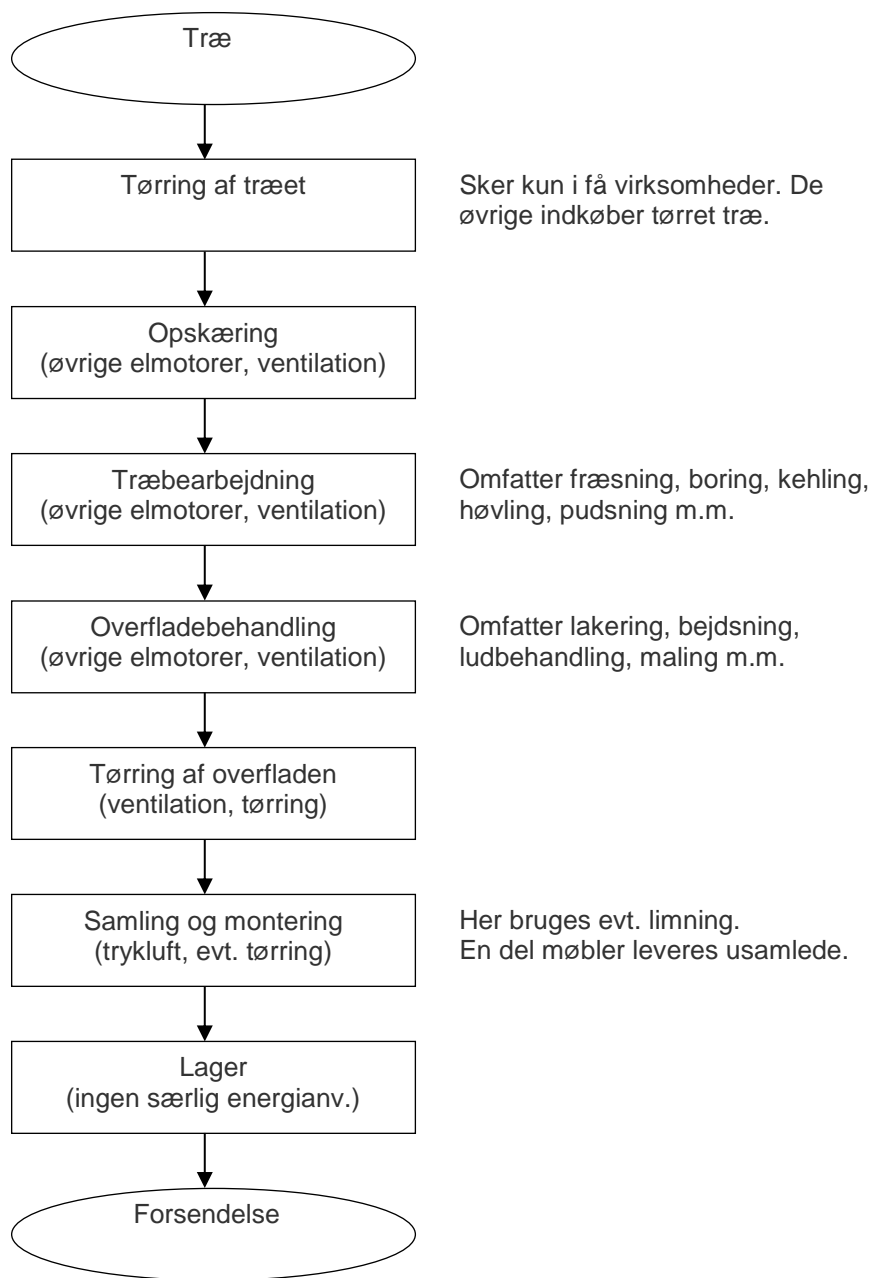 Træ
Tørring af træet
Sker kun i få virksomheder. De
øvrige indkøber tørret træ.
Opskæring
(øvrige elmotorer, ventilation)
Træbearbejdning
(øvrige elmotorer, ventilation)
Omfatter fræsning, boring, kehling,
høvling, pudsning m.m.
Overfladebehandling
(øvrige elmotorer, ventilation)
Omfatter lakering, bejdsning,
ludbehandling, maling m.m.
Tørring af overfladen
(ventilation, tørring)
Samling og montering
(trykluft, evt. tørring)
Her bruges evt. limning.
En del møbler leveres usamlede.
Lager
(ingen særlig energianv.)
Forsendelse